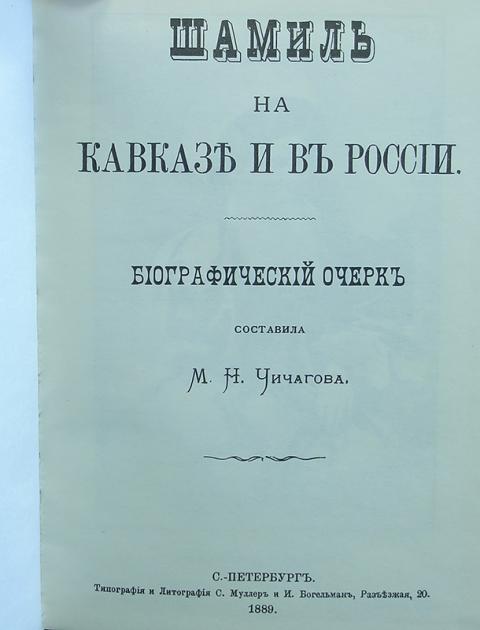 ШАМИЛЬ
НА
КАВКАЗѢ И ВЪ РОССІИ.
БІОГРАФИЧЕСКІЙ ОЧЕРКЪ
СОСТАВИЛА
М. Н. Чичагова.
С.-ПЕТЕРБУРГЪ.
Типографія и Литографія С. Муллеръ и И. Богельманъ, Разъѣзжая, 20.
1889.